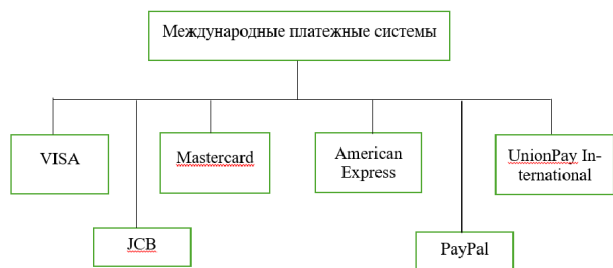 Международные платежные системы
VISA
Mastercard
American
Express
UnionPay In-
ternational
JCB
PayPal